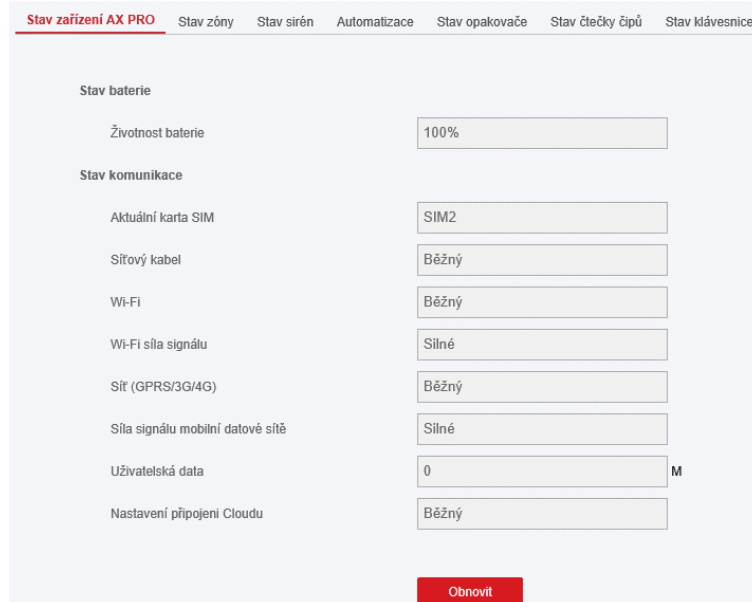 Stav zařízení AX PRO Stav zóny Stav sirén Automatizace Stav opakovače Stav čtečky čipů Stav klávesnice
Stav baterie
Životnost baterie 100%
Stav komunikace
Aktuální karta SIM SIM2
Síťový kabel Běžný
Wi-Fi Běžný
Wi-Fi síla signálu Silné
Síť (GPRS/3G/4G) Běžný
Síla signálu mobilní datové sítě Silné
Uživatelská data 0 M
Nastavení připojeni Cloudu Běžný
Obnovit